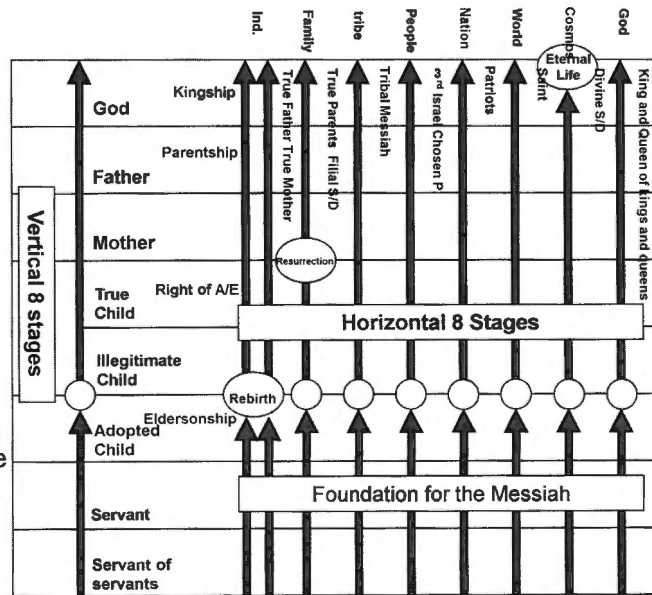 Ind.
Family
tribe
People
Nation
World
Cosmos
God
Eternal
Life
Kingship
True Father True Mother
True Parents Filial S/D
Tribal Messiah
3rd Israel Chosen P
Patriots
Saint
Divine S/D
King and Queen of kings and queens
God
Parentship
Father
Vertical 8 stages
Mother
Resurrection
Right of A/E
True
Child
Horizontal 8 Stages
Illegitimate
Child
Rebirth
Eldersonship
Adopted
Child
Foundation for the Messiah
Servant
Servant of
servants